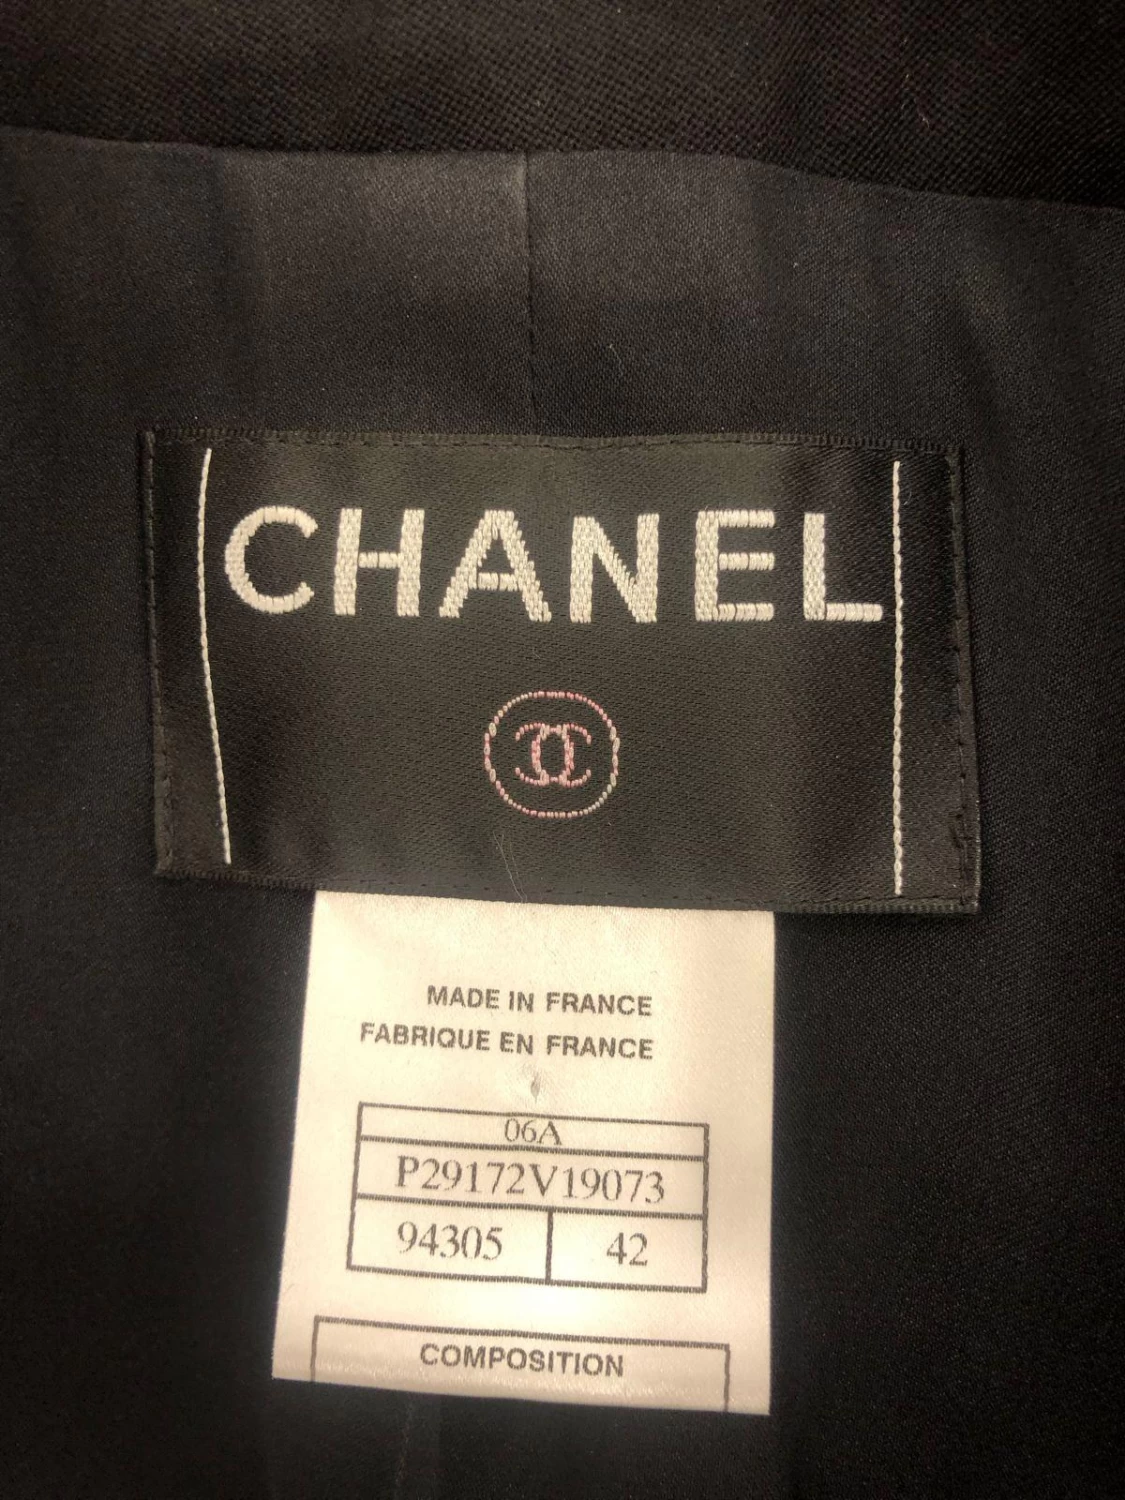 CHANEL
MADE IN FRANCE
FABRIQUE EN FRANCE
06A
P29172V19073
94305 42
COMPOSITION